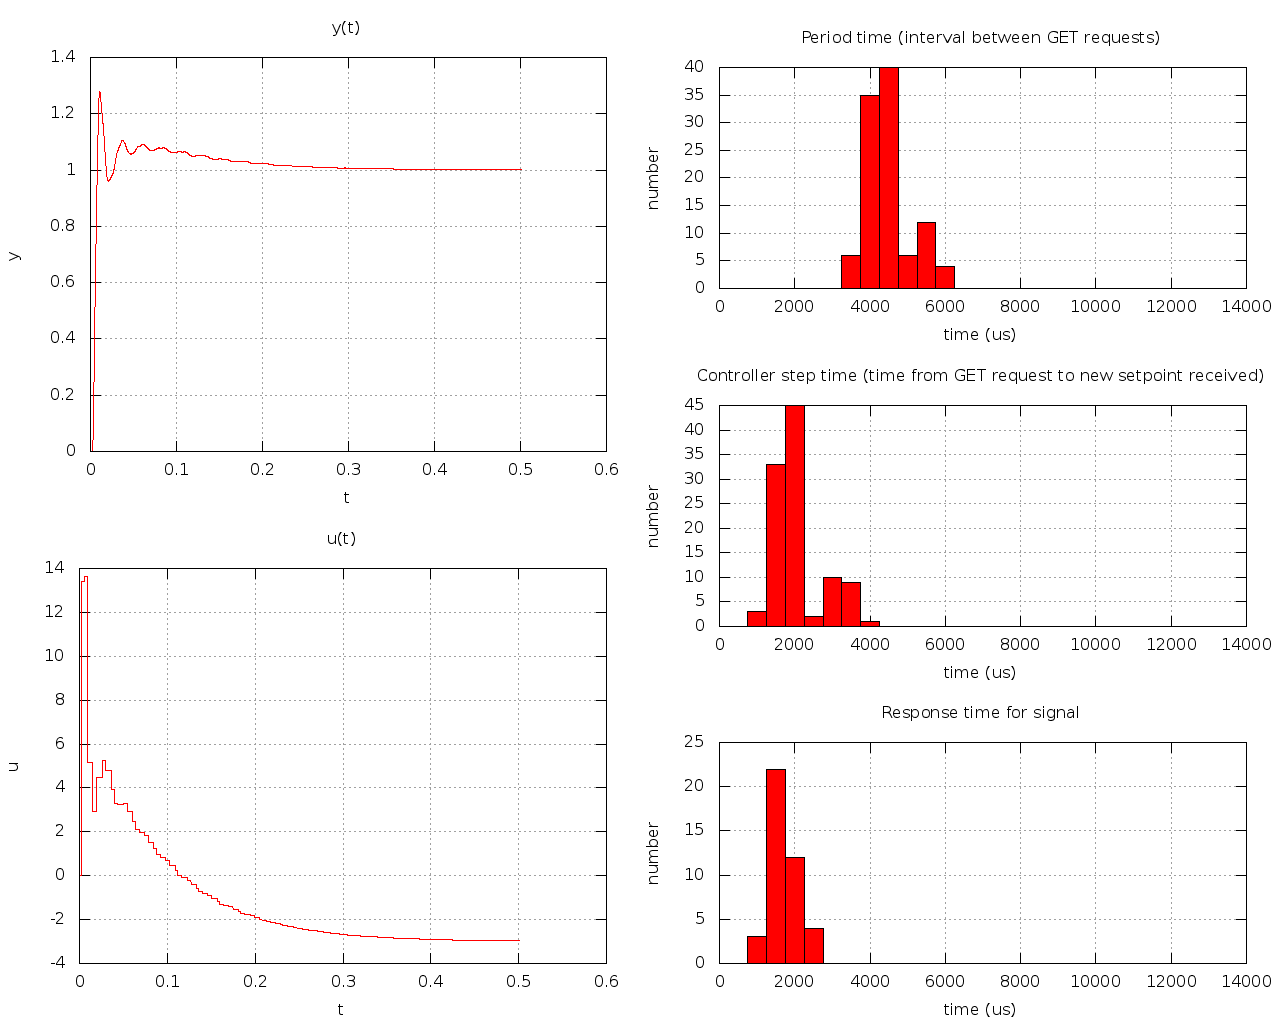 y(t)
1.4
1.2
1
0.8
0.6
0.4
0.2
0
y
0 0.1 0.2 0.3 0.4 0.5 0.6
t
u(t)
14
12
10
8
6
4
2
0
-2
-4
u
0 0.1 0.2 0.3 0.4 0.5 0.6
t
Period time (interval between GET requests)
40
35
30
25
20
15
10
5
0
number
0 2000 4000 6000 8000 10000 12000 14000
time (us)
Controller step time (time from GET request to new setpoint received)
45
40
35
30
25
20
15
10
5
0
number
0 2000 4000 6000 8000 10000 12000 14000
time (us)
Response time for signal
25
20
15
10
5
0
number
0 2000 4000 6000 8000 10000 12000 14000
time (us)